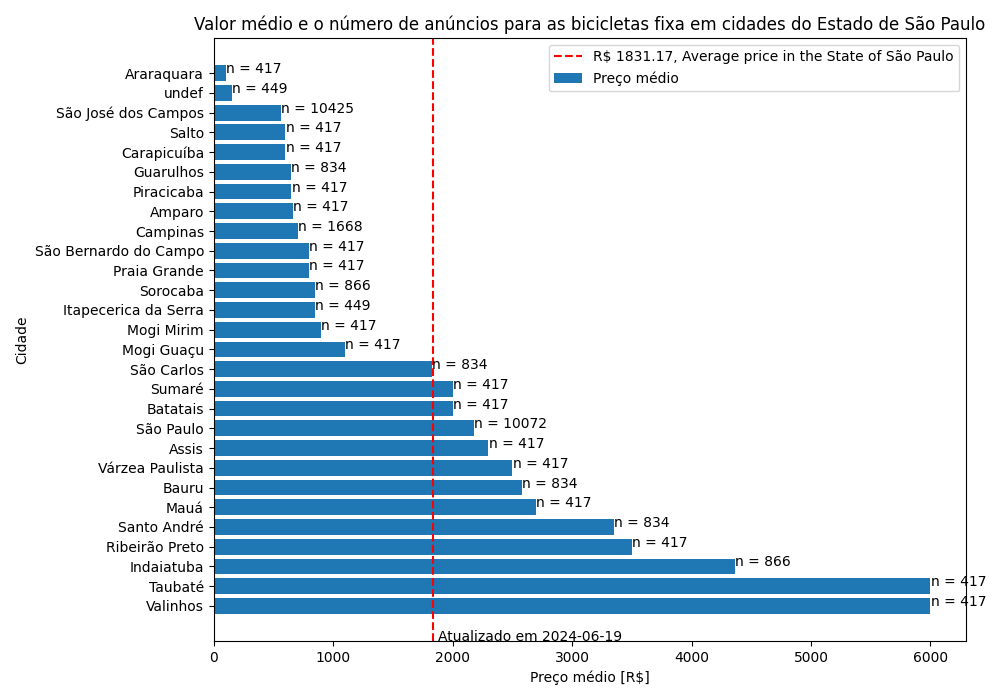 Valor médio e o número de anúncios para as bicicletas fixa em cidades do Estado de São Paulo
R$ 1831.17, Average price in the State of São Paulo
Preço médio
Araraquara n = 417
undef n = 449
São José dos Campos n = 10425
Salto n = 417
Carapicuíba n = 417
Guarulhos n = 834
Piracicaba n = 417
Amparo n = 417
Campinas n = 1668
São Bernardo do Campo n = 417
Praia Grande n = 417
Sorocaba n = 866
Itapecerica da Serra n = 449
Mogi Mirim n = 417
Mogi Guaçu n = 417
São Carlos n = 834
Sumaré n = 417
Batatais n = 417
São Paulo n = 10072
Assis n = 417
Várzea Paulista n = 417
Bauru n = 834
Mauá n = 417
Santo André n = 834
Ribeirão Preto n = 417
Indaiatuba n = 866
Taubaté n = 417
Valinhos n = 417
Cidade
Atualizado em 2024-06-19
0 1000 2000 3000 4000 5000 6000
Preço médio [R$]